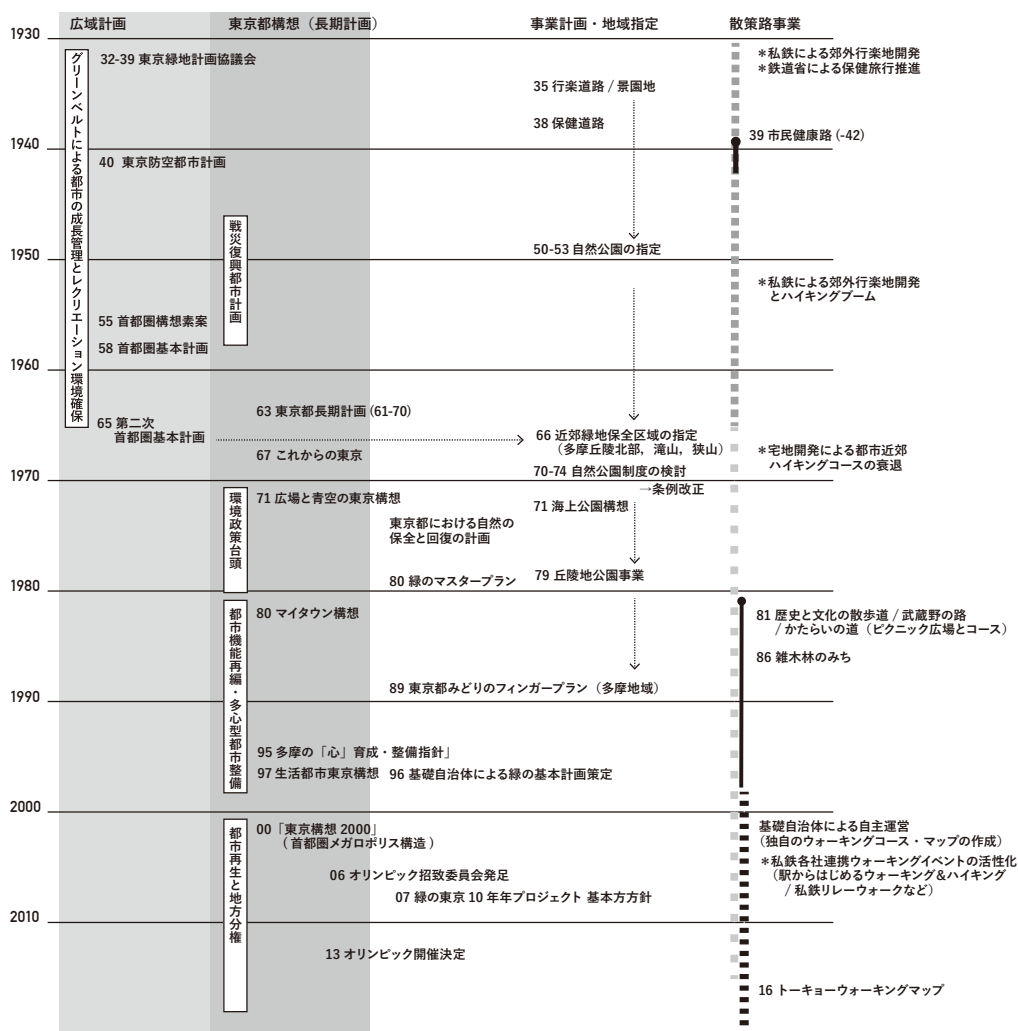 広域計画
東京都構想（長期計画）
事業計画・地域指定
散策路事業
1930
グリーンベルトによる都市の成長管理とレクリエーション環境確保
32-39 東京緑地計画協議会
＊私鉄による郊外行楽地開発
＊鉄道省による保健旅行推進
35 行楽道路 / 景園地
38 保健道路
39 市民健康路 (-42)
1940
40 東京防空都市計画
戦災復興都市計画
50-53 自然公園の指定
1950
＊私鉄による郊外行楽地開発
とハイキングブーム
55 首都圏構想素案
58 首都圏基本計画
1960
63 東京都長期計画 (61-70)
65 第二次
首都圏基本計画
66 近郊緑地保全区域の指定
（多摩丘陵北部，滝山，狭山）
67 これからの東京
＊宅地開発による都市近郊
ハイキングコースの衰退
70-74 自然公園制度の検討
→条例改正
1970
環境政策台頭
71 広場と青空の東京構想
71 海上公園構想
東京都における自然の
保全と回復の計画
79 丘陵地公園事業
80 緑のマスタープラン
1980
都市機能再編・多心型都市整備
80 マイタウン構想
81 歴史と文化の散歩道 / 武蔵野の路
/ かたらいの道（ピクニック広場とコース）
86 雑木林のみち
89 東京都みどりのフィンガープラン（多摩地域）
1990
95 多摩の「心」育成・整備指針」
97 生活都市東京構想
96 基礎自治体による緑の基本計画策定
2000
都市再生と地方分権
00「東京構想 2000」
（首都圏メガロポリス構造）
基礎自治体による自主運営
（独自のウォーキングコース・マップの作成）
＊私鉄各社連携ウォーキングイベントの活性化
（駅からはじめるウォーキング＆ハイキング
/ 私鉄リレーウォークなど）
06 オリンピック招致委員会発足
07 緑の東京 10 年年プロジェクト 基本方方針
2010
13 オリンピック開催決定
16 トーキョーウォーキングマップ